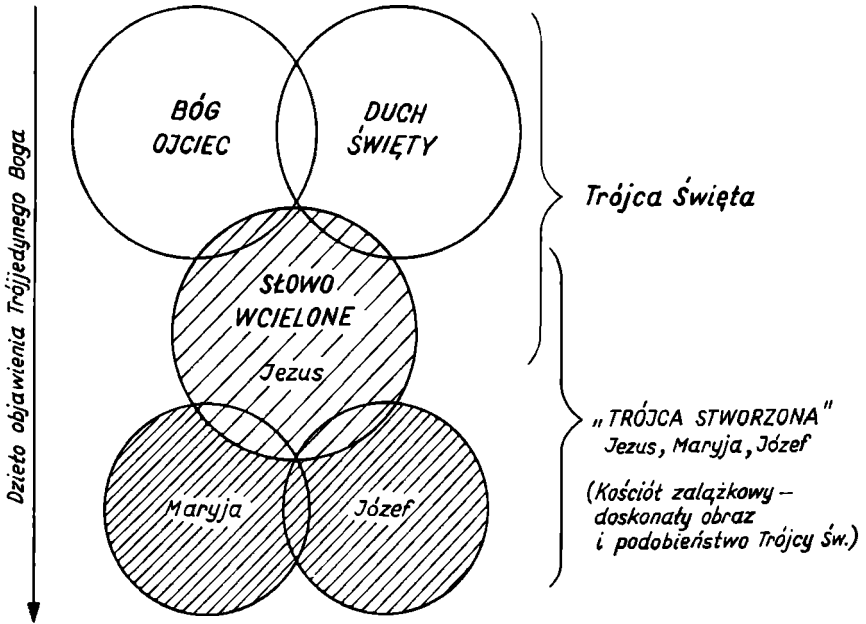 Dzieło objawienia Trójjedynego Boga
BÓG
OJCIEC
DUCH
ŚWIĘTY
Trójca Święta
SŁOWO
WCIELONE
Jezus
Maryja
Józef
„TRÓJCA STWORZONA"
Jezus, Maryja, Józef
(Kościół zalążkowy –
doskonały obraz
i podobieństwo Trójcy Św.)